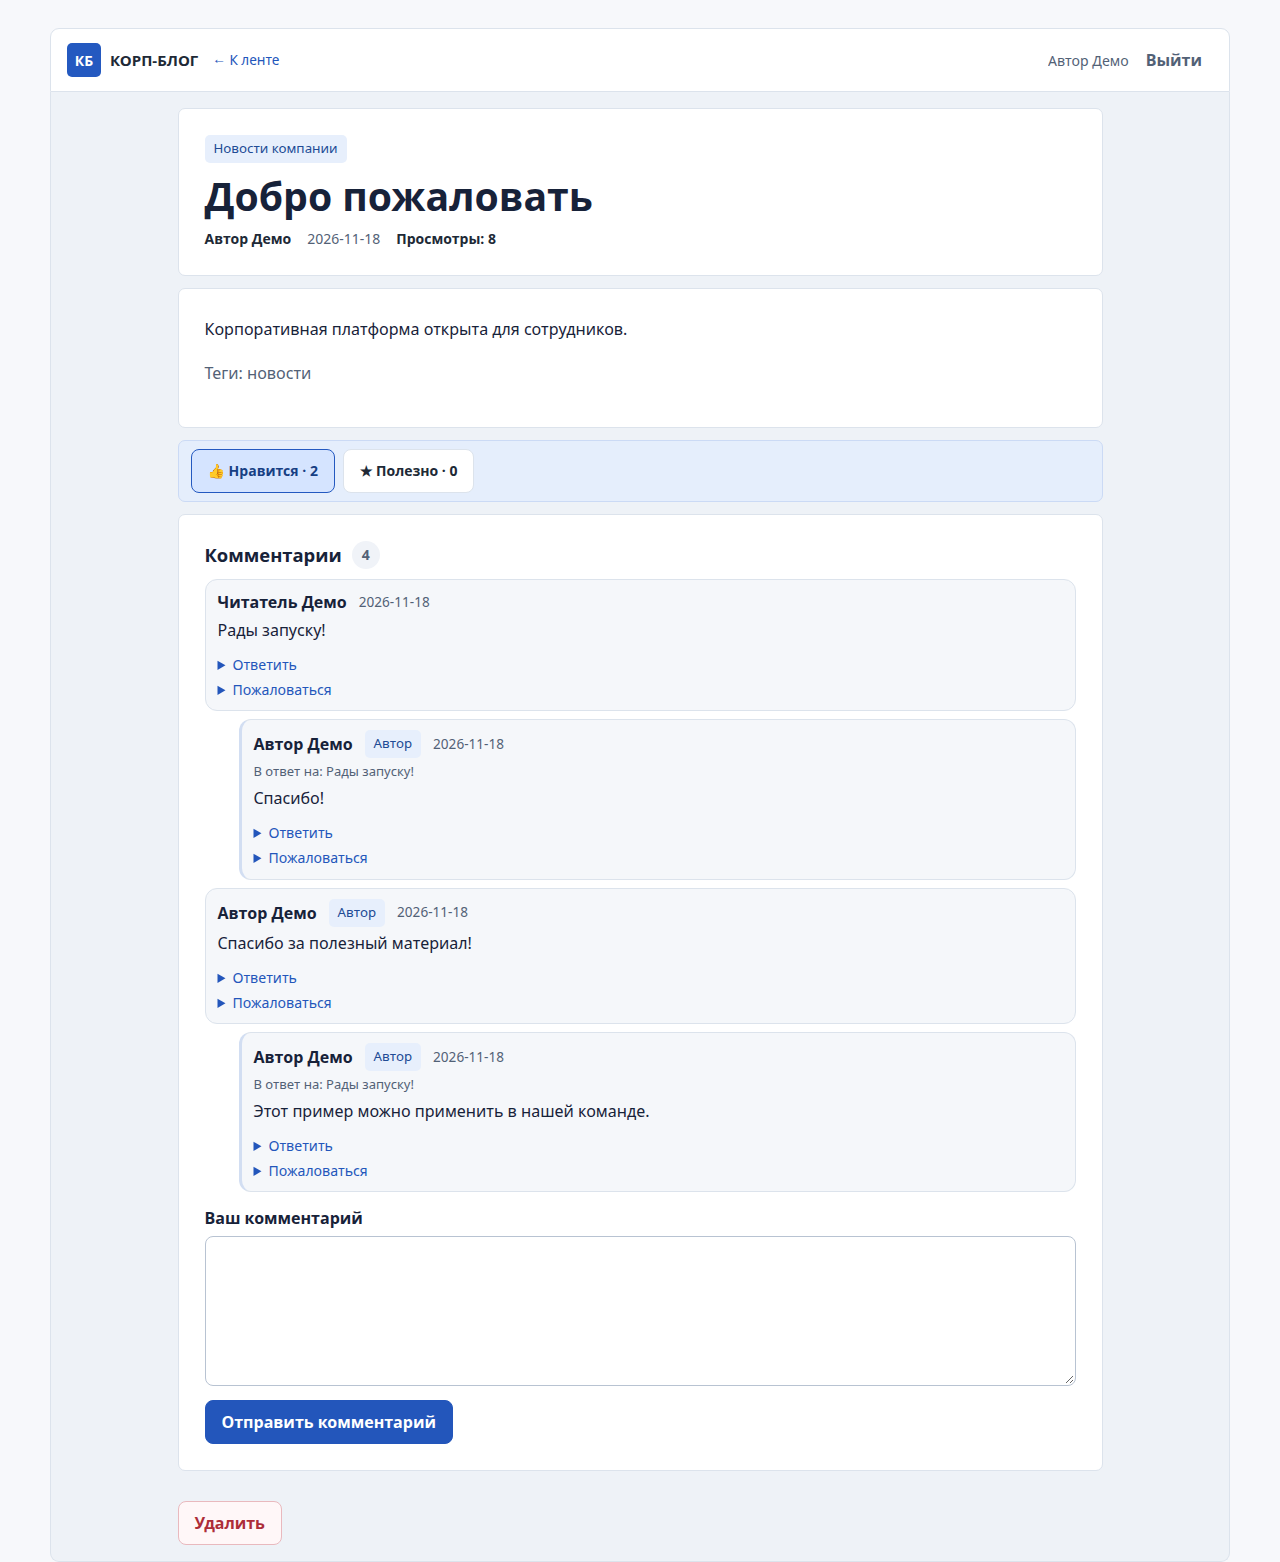 КБ КОРП-БЛОГ ← К ленте Автор Демо Выйти
Новости компании
Добро пожаловать
Автор Демо 2026-11-18 Просмотры: 8
Корпоративная платформа открыта для сотрудников.
Теги: новости
👍 Нравится · 2 ★ Полезно · 0
Комментарии 4
Читатель Демо 2026-11-18
Рады запуску!
▶ Ответить
▶ Пожаловаться
Автор Демо Автор 2026-11-18
В ответ на: Рады запуску!
Спасибо!
▶ Ответить
▶ Пожаловаться
Автор Демо Автор 2026-11-18
Спасибо за полезный материал!
▶ Ответить
▶ Пожаловаться
Автор Демо Автор 2026-11-18
В ответ на: Рады запуску!
Этот пример можно применить в нашей команде.
▶ Ответить
▶ Пожаловаться
Ваш комментарий
Отправить комментарий
Удалить